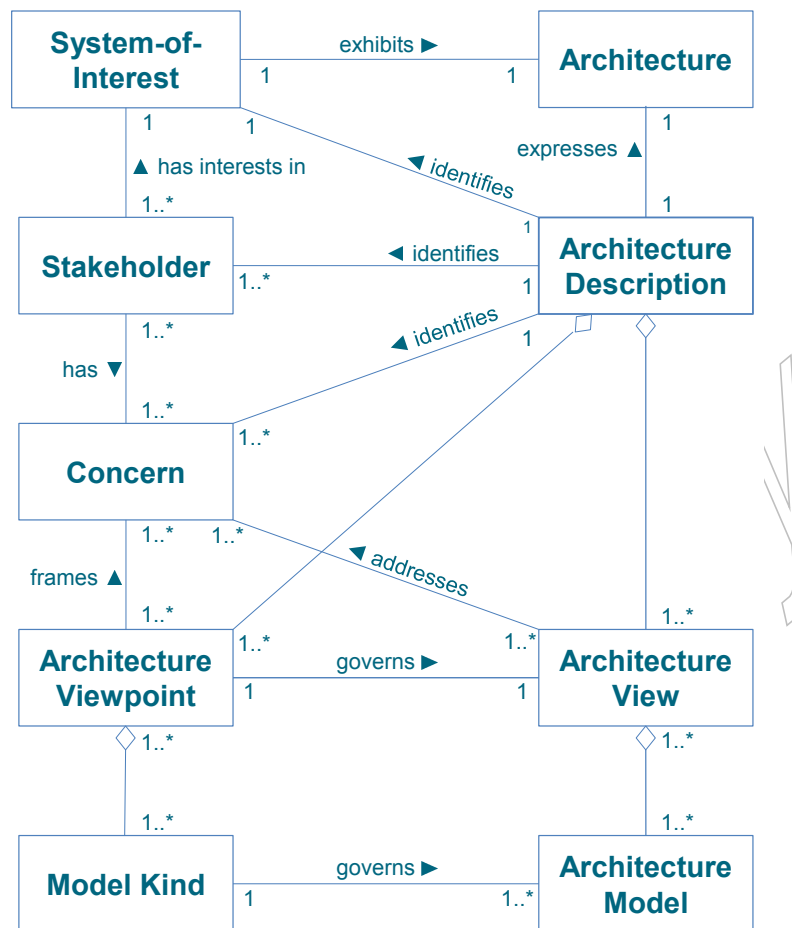 System-of-
Interest
exhibits ►
Architecture
1
1
1
1
1
▲ has interests in
expresses ▲
◄ identifies
1..*
1
1
Stakeholder
◄ identifies
Architecture
Description
1..*
1
1..*
◄ identifies
1
has ▼
1..*
1..*
Concern
1..*
1..*
◄ addresses
frames ▲
1..*
1..*
1..*
1..*
Architecture
Viewpoint
governs ►
Architecture
View
1
1
1..*
1..*
1..*
1..*
Model Kind
governs ►
Architecture
Model
1
1..*